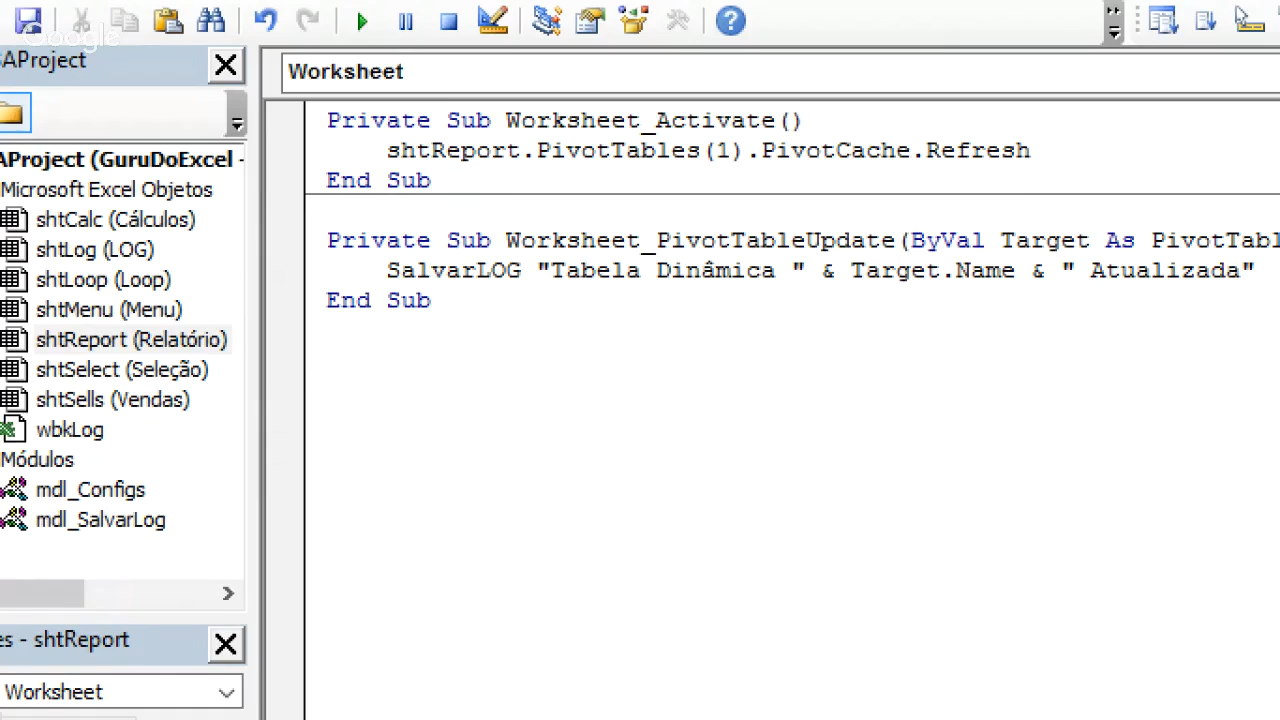 Google
AProject
AProject (GuruDoExcel -
Microsoft Excel Objetos
shtCalc (Cálculos)
shtLog (LOG)
shtLoop (Loop)
shtMenu (Menu)
shtReport (Relatório)
shtSelect (Seleção)
shtSells (Vendas)
wbkLog
Módulos
mdl_Configs
mdl_SalvarLog
es - shtReport
Worksheet
Worksheet
Private Sub Worksheet_Activate()
shtReport.PivotTables(1).PivotCache.Refresh
End Sub
Private Sub Worksheet_PivotTableUpdate(ByVal Target As PivotTabl
SalvarLOG "Tabela Dinâmica " & Target.Name & " Atualizada"
End Sub